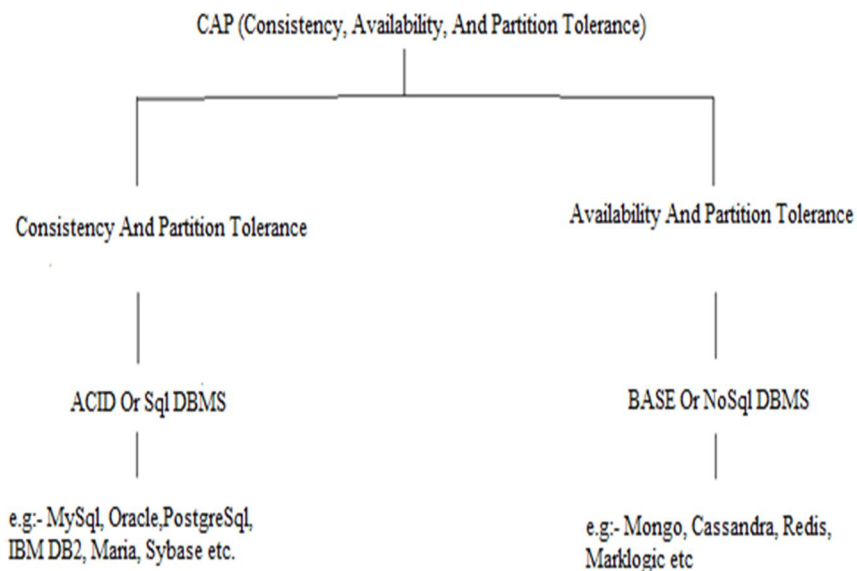 CAP (Consistency, Availability, And Partition Tolerance)
Consistency And Partition Tolerance
Availability And Partition Tolerance
ACID Or Sql DBMS
BASE Or NoSql DBMS
e.g:- MySql, Oracle,PostgreSql,
IBM DB2, Maria, Sybase etc.
e.g:- Mongo, Cassandra, Redis,
Marklogic etc